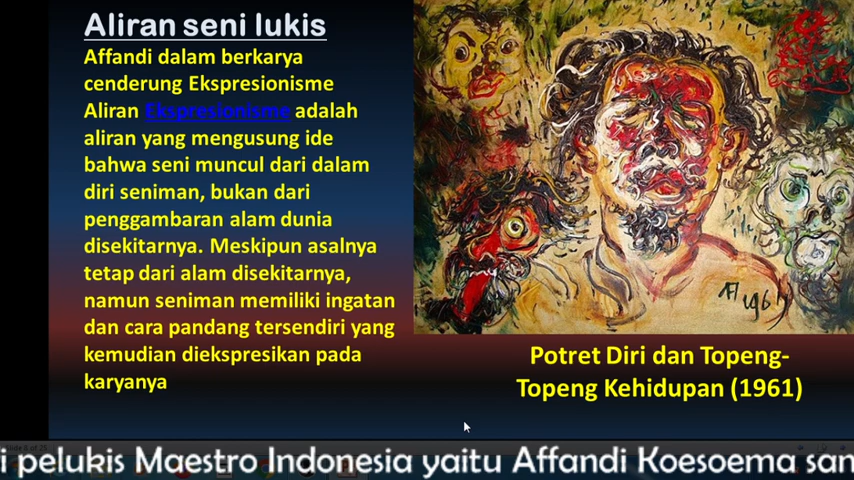 Aliran seni lukis
Affandi dalam berkarya
cenderung Ekspresionisme
Aliran Ekspresionisme adalah
aliran yang mengusung ide
bahwa seni muncul dari dalam
diri seniman, bukan dari
penggambaran alam dunia
disekitarnya. Meskipun asalnya
tetap dari alam disekitarnya,
namun seniman memiliki ingatan
dan cara pandang tersendiri yang
kemudian diekspresikan pada
karyanya
1961
Potret Diri dan Topeng-
Topeng Kehidupan (1961)
i pelukis Maestro Indonesia yaitu Affandi Koesoema san